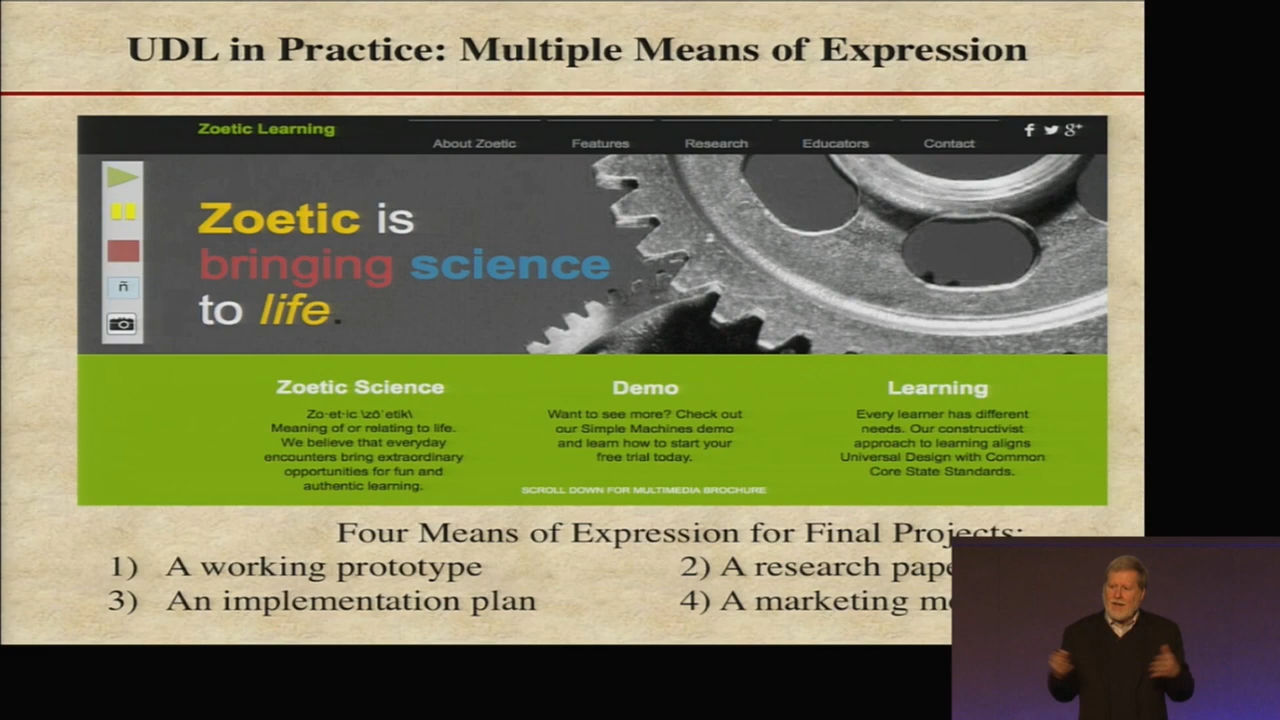 UDL in Practice: Multiple Means of Expression
Zoetic Learning
About Zoetic Features Research Educators Contact
f g+
Zoetic is
bringing science
to life.
ñ
Zoetic Science
Zo·et·ic \zō ˈetik\
Meaning of or relating to life.
We believe that everyday
encounters bring extraordinary
opportunities for fun and
authentic learning.
Demo
Want to see more? Check out
our Simple Machines demo
and learn how to start your
free trial today.
Learning
Every learner has different
needs. Our constructivist
approach to learning aligns
Universal Design with Common
Core State Standards.
SCROLL DOWN FOR MULTIMEDIA BROCHURE
Four Means of Expression for Final Projects:
1) A working prototype
2) A research
3) An implementation plan
4) A marketing